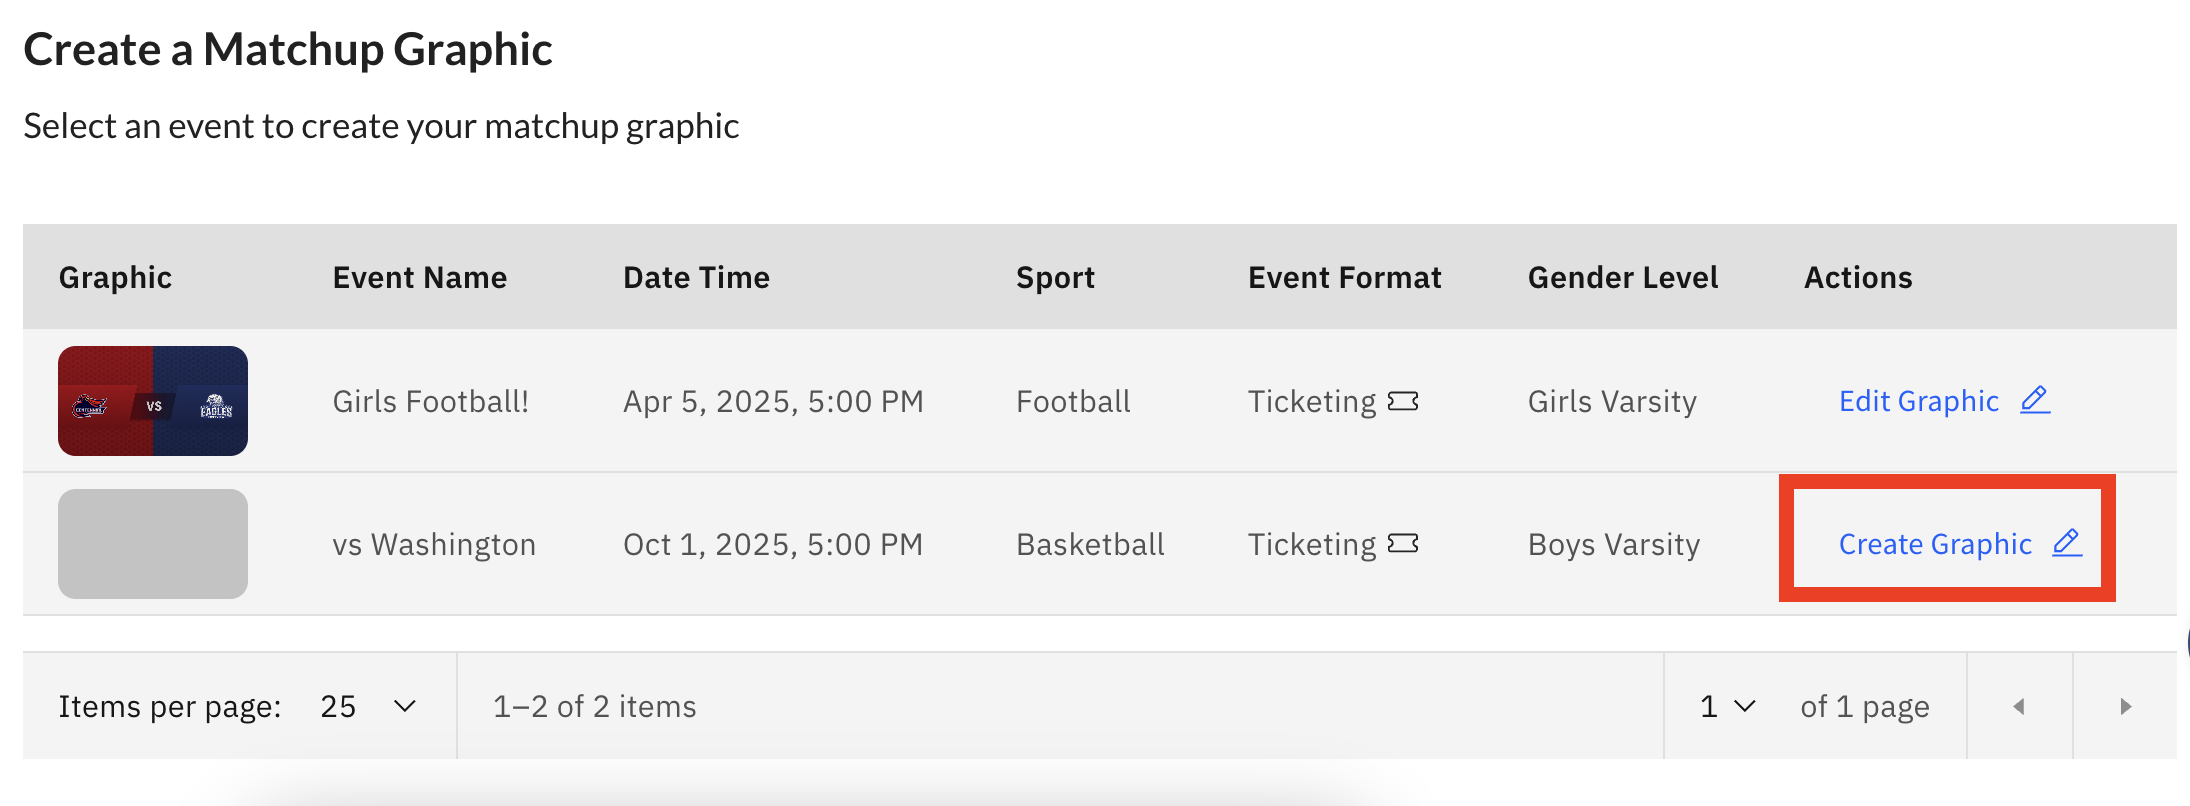 Create a Matchup Graphic
Select an event to create your matchup graphic
Graphic Event Name Date Time Sport Event Format Gender Level Actions
CENTENNIAL VS EAGLES Girls Football! Apr 5, 2025, 5:00 PM Football Ticketing Girls Varsity Edit Graphic
vs Washington Oct 1, 2025, 5:00 PM Basketball Ticketing Boys Varsity Create Graphic
Items per page: 25 1–2 of 2 items 1 of 1 page